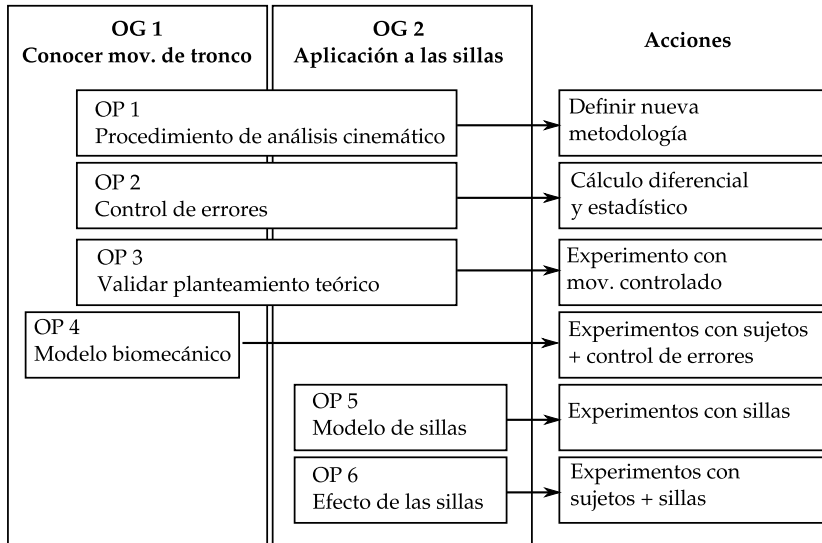 OG 1
Conocer mov. de tronco
OG 2
Aplicación a las sillas
Acciones
OP 1
Procedimiento de análisis cinemático
Definir nueva
metodología
OP 2
Control de errores
Cálculo diferencial
y estadístico
OP 3
Validar planteamiento teórico
Experimento con
mov. controlado
OP 4
Modelo biomecánico
Experimentos con sujetos
+ control de errores
OP 5
Modelo de sillas
Experimentos con sillas
OP 6
Efecto de las sillas
Experimentos con
sujetos + sillas